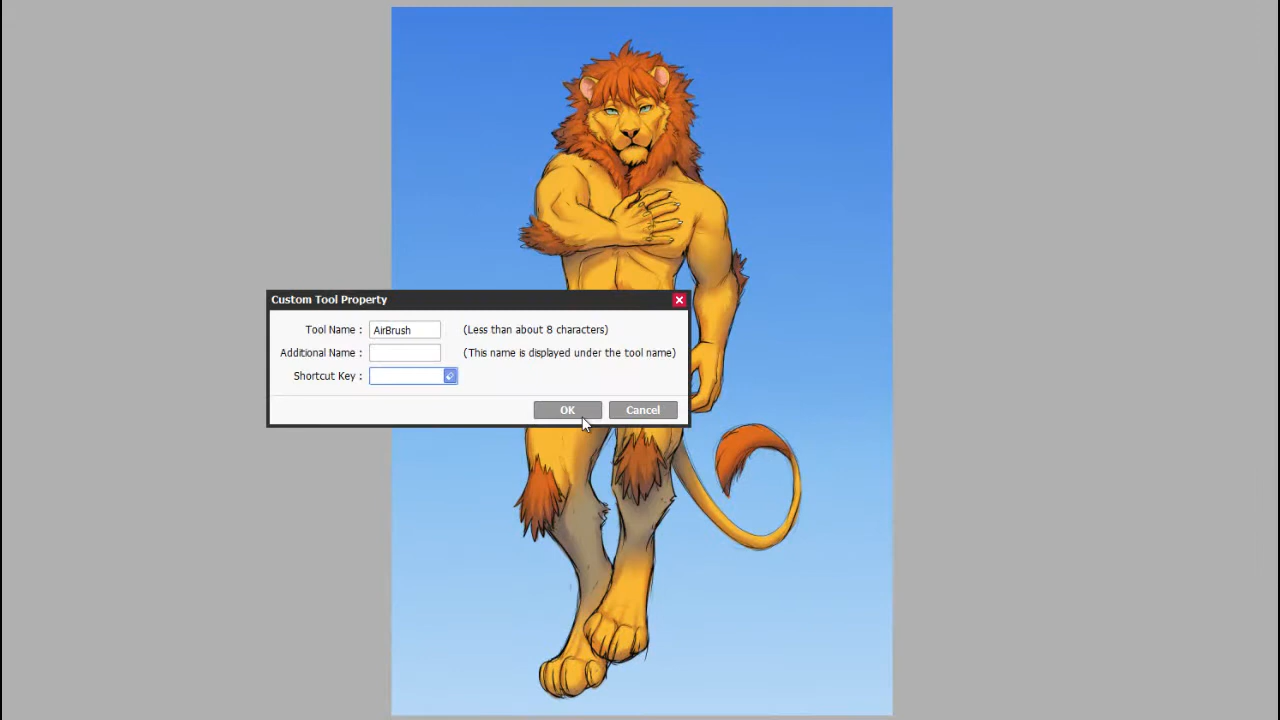 Custom Tool Property
Tool Name : AirBrush (Less than about 8 characters)
Additional Name : (This name is displayed under the tool name)
Shortcut Key :
OK Cancel